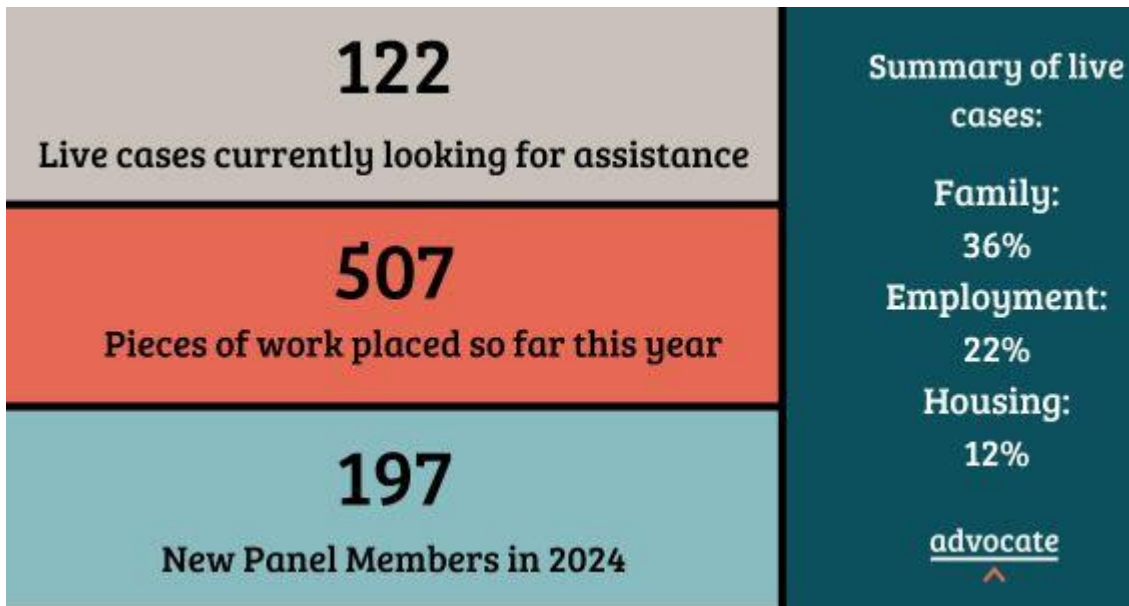 122
Live cases currently looking for assistance
507
Pieces of work placed so far this year
197
New Panel Members in 2024
Summary of live
cases:
Family:
36%
Employment:
22%
Housing:
12%
advocate